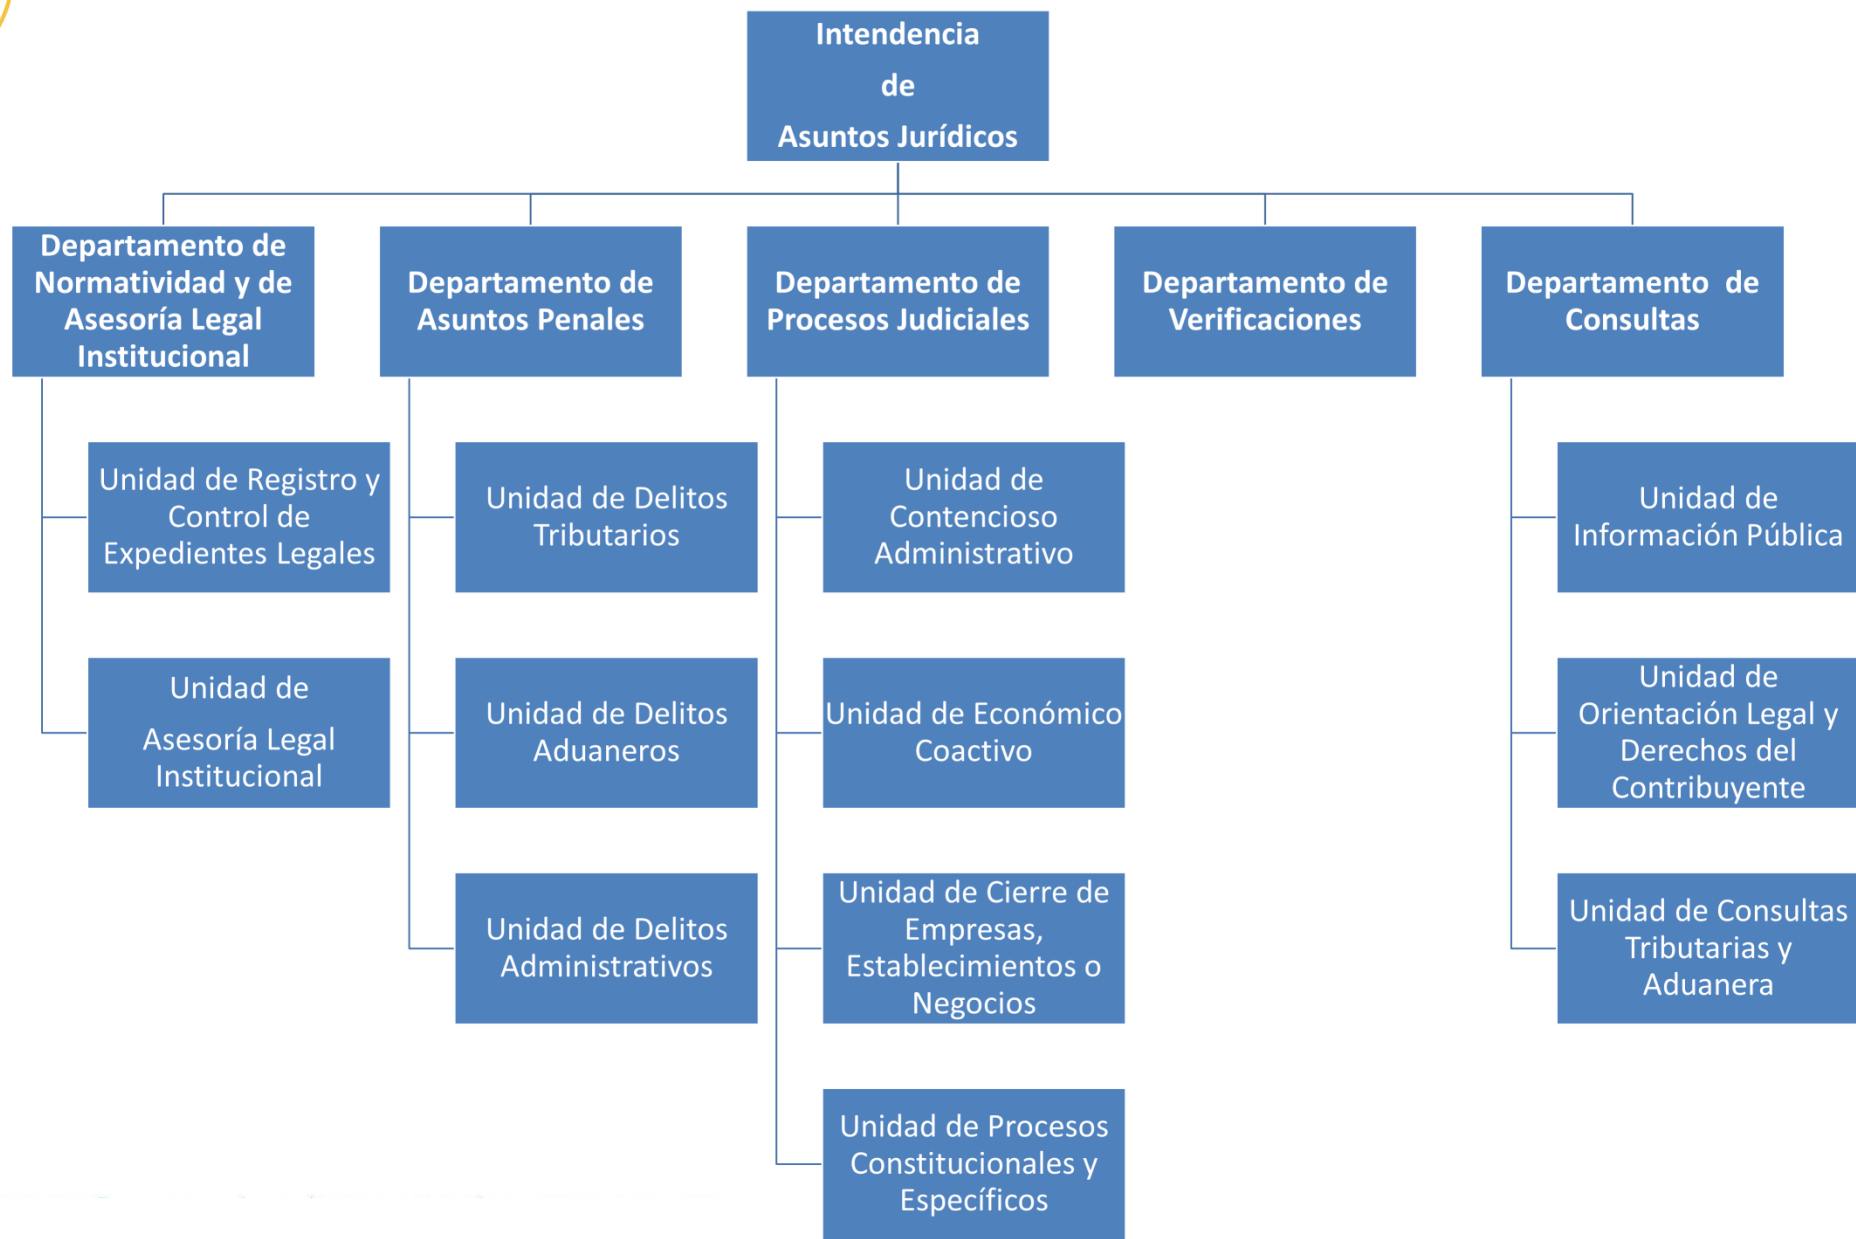 Intendencia
de
Asuntos Jurídicos
Departamento de
Normatividad y de
Asesoría Legal
Institucional
Departamento de
Asuntos Penales
Departamento de
Procesos Judiciales
Departamento de
Verificaciones
Departamento de
Consultas
Unidad de Registro y
Control de
Expedientes Legales
Unidad de
Asesoría Legal
Institucional
Unidad de Delitos
Tributarios
Unidad de Delitos
Aduaneros
Unidad de Delitos
Administrativos
Unidad de
Contencioso
Administrativo
Unidad de Económico
Coactivo
Unidad de Cierre de
Empresas,
Establecimientos o
Negocios
Unidad de Procesos
Constitucionales y
Específicos
Unidad de
Información Pública
Unidad de
Orientación Legal y
Derechos del
Contribuyente
Unidad de Consultas
Tributarias y
Aduanera